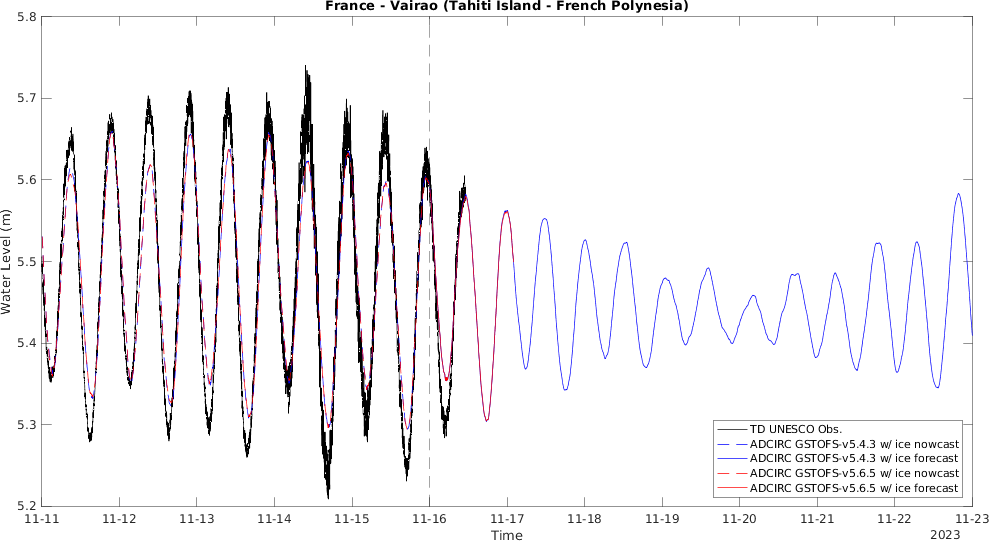 France - Vairao (Tahiti Island - French Polynesia)
5.8
5.7
5.6
5.5
5.4
5.3
5.2
Water Level (m)
TD UNESCO Obs.
ADCIRC GSTOFS-v5.4.3 w/ ice nowcast
ADCIRC GSTOFS-v5.4.3 w/ ice forecast
ADCIRC GSTOFS-v5.6.5 w/ ice nowcast
ADCIRC GSTOFS-v5.6.5 w/ ice forecast
11-11 11-12 11-13 11-14 11-15 11-16 11-17 11-18 11-19 11-20 11-21 11-22 11-23
Time 2023